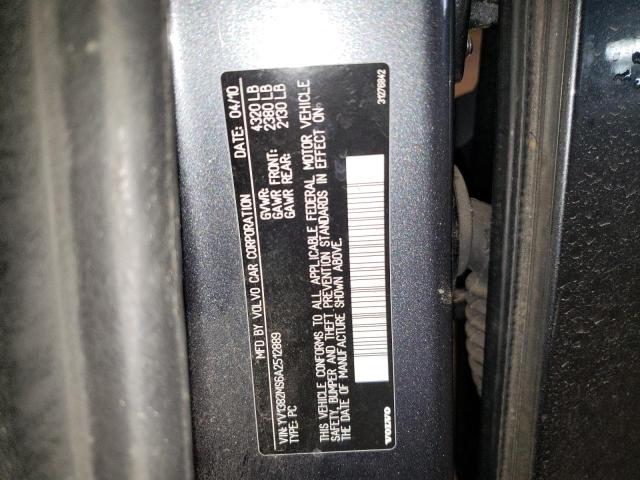 MFD BY VOLVO CAR CORPORATION DATE: 04/10
GVWR: 4320 LB
GAWR FRONT: 2380 LB
GAWR REAR: 2130 LB
VIN: YV1382MS6A2512889
TYPE: PC
THIS VEHICLE CONFORMS TO ALL APPLICABLE FEDERAL MOTOR VEHICLE
SAFETY, BUMPER AND THEFT PREVENTION STANDARDS IN EFFECT ON
THE DATE OF MANUFACTURE SHOWN ABOVE.
VOLVO
31276842